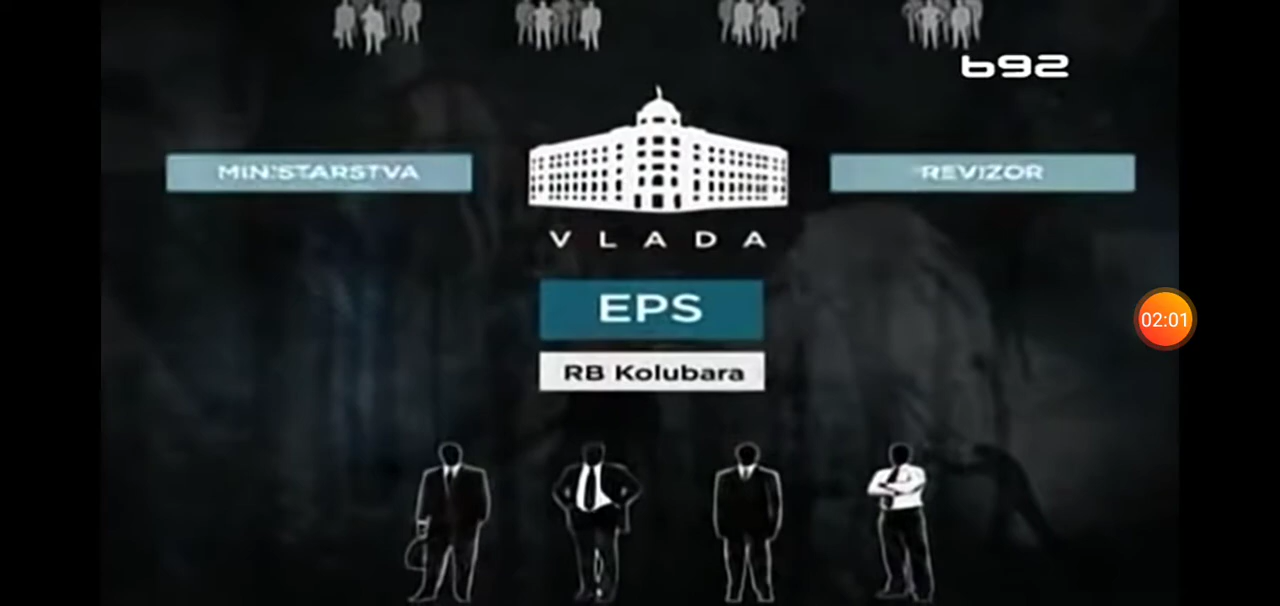 b92
MINISTARSTVA
REVIZOR
VLADA
EPS
RB Kolubara
02:01